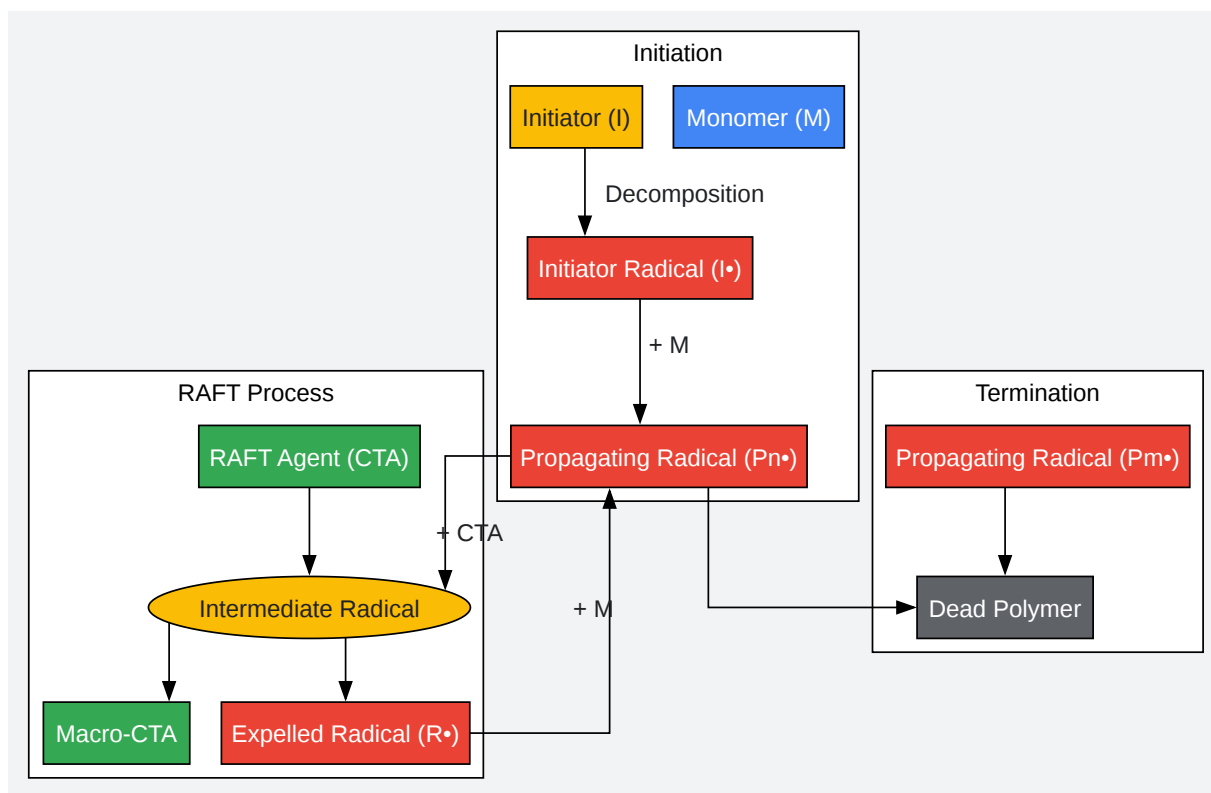 Initiation
Initiator (I)
Monomer (M)
Decomposition
Initiator Radical (I•)
+ M
Propagating Radical (Pn•)
RAFT Process
RAFT Agent (CTA)
+ CTA
Intermediate Radical
+ M
Macro-CTA
Expelled Radical (R•)
Termination
Propagating Radical (Pm•)
Dead Polymer